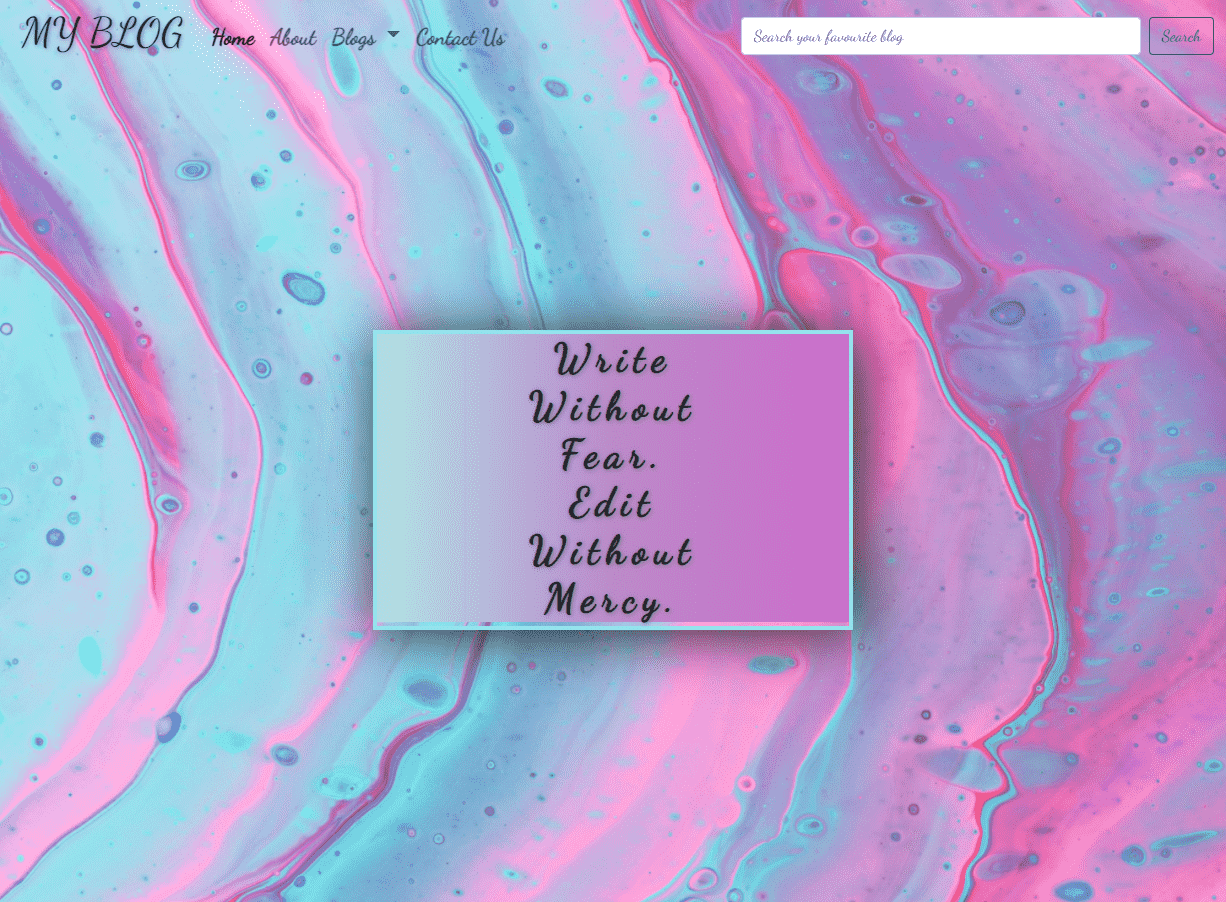 MY BLOG
Home About Blogs Contact Us
Search your favourite blog
Search
Write
Without
Fear.
Edit
Without
Mercy.